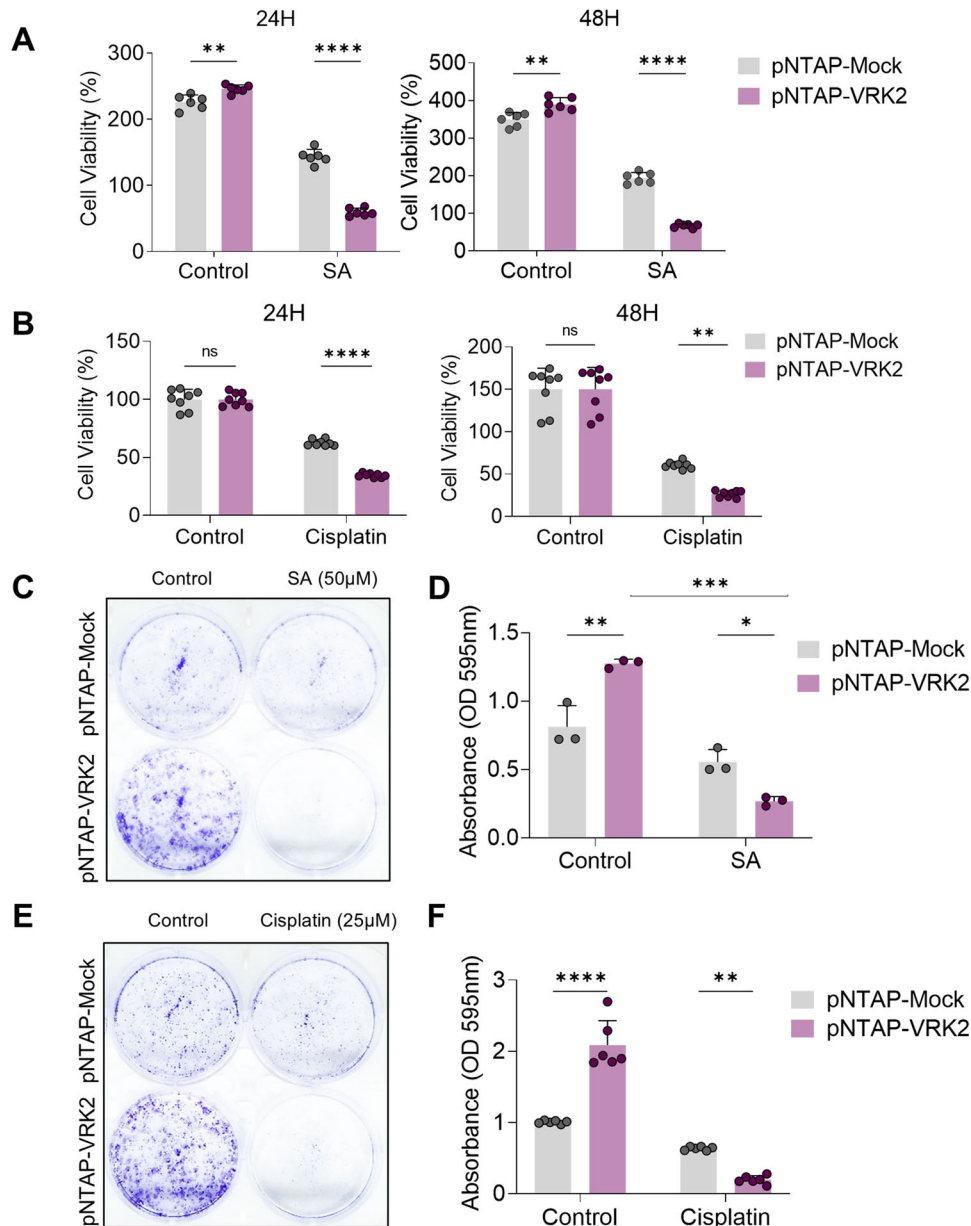 A
24H
Cell Viability (%)
300
200
100
0
**
****
Control
SA
48H
Cell Viability (%)
500
400
300
200
100
0
**
****
Control
SA
pNTAP-Mock
pNTAP-VRK2
B
24H
Cell Viability (%)
150
100
50
0
ns
****
Control
Cisplatin
48H
Cell Viability (%)
200
150
100
50
0
ns
**
Control
Cisplatin
pNTAP-Mock
pNTAP-VRK2
C
Control
SA (50μM)
pNTAP-Mock
pNTAP-VRK2
D
Absorbance (OD 595nm)
1.5
1.0
0.5
0.0
***
**
*
Control
SA
pNTAP-Mock
pNTAP-VRK2
E
Control
Cisplatin (25μM)
pNTAP-Mock
pNTAP-VRK2
F
Absorbance (OD 595nm)
3
2
1
0
****
**
Control
Cisplatin
pNTAP-Mock
pNTAP-VRK2